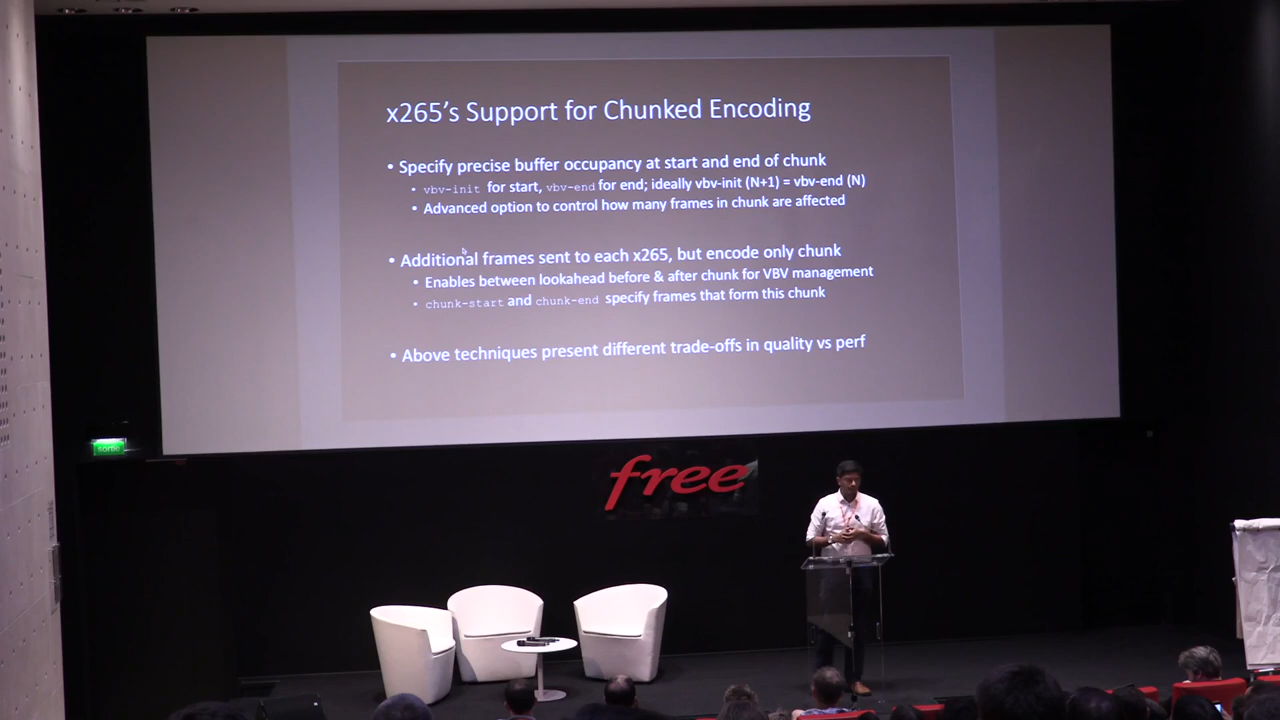 x265's Support for Chunked Encoding
• Specify precise buffer occupancy at start and end of chunk
• vbv-init for start, vbv-end for end; ideally vbv-init (N+1) = vbv-end (N)
• Advanced option to control how many frames in chunk are affected
• Additional frames sent to each x265, but encode only chunk
• Enables between lookahead before & after chunk for VBV management
• chunk-start and chunk-end specify frames that form this chunk
• Above techniques present different trade-offs in quality vs perf
sortie
free